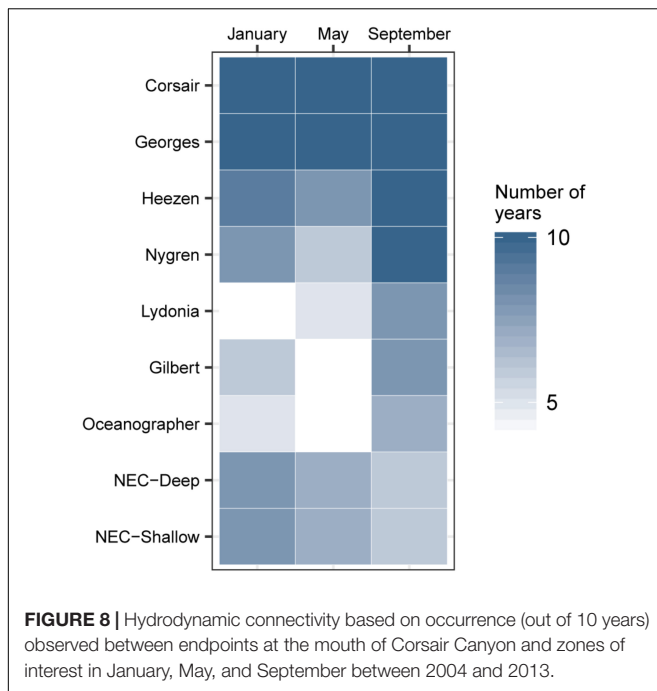 January May September
Corsair
Georges
Heezen
Nygren
Lydonia
Gilbert
Oceanographer
NEC−Deep
NEC−Shallow
Number of
years
10
5
FIGURE 8 | Hydrodynamic connectivity based on occurrence (out of 10 years)
observed between endpoints at the mouth of Corsair Canyon and zones of
interest in January, May, and September between 2004 and 2013.